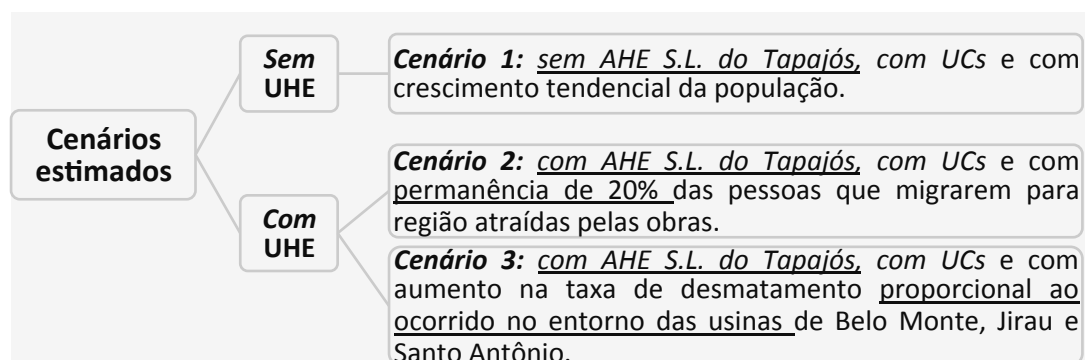 Cenários
estimados
Sem
UHE
Cenário 1: sem AHE S.L. do Tapajós, com UCs e com
crescimento tendencial da população.
Com
UHE
Cenário 2: com AHE S.L. do Tapajós, com UCs e com
permanência de 20% das pessoas que migrarem para
região atraídas pelas obras.
Cenário 3: com AHE S.L. do Tapajós, com UCs e com
aumento na taxa de desmatamento proporcional ao
ocorrido no entorno das usinas de Belo Monte, Jirau e
Santo Antônio.